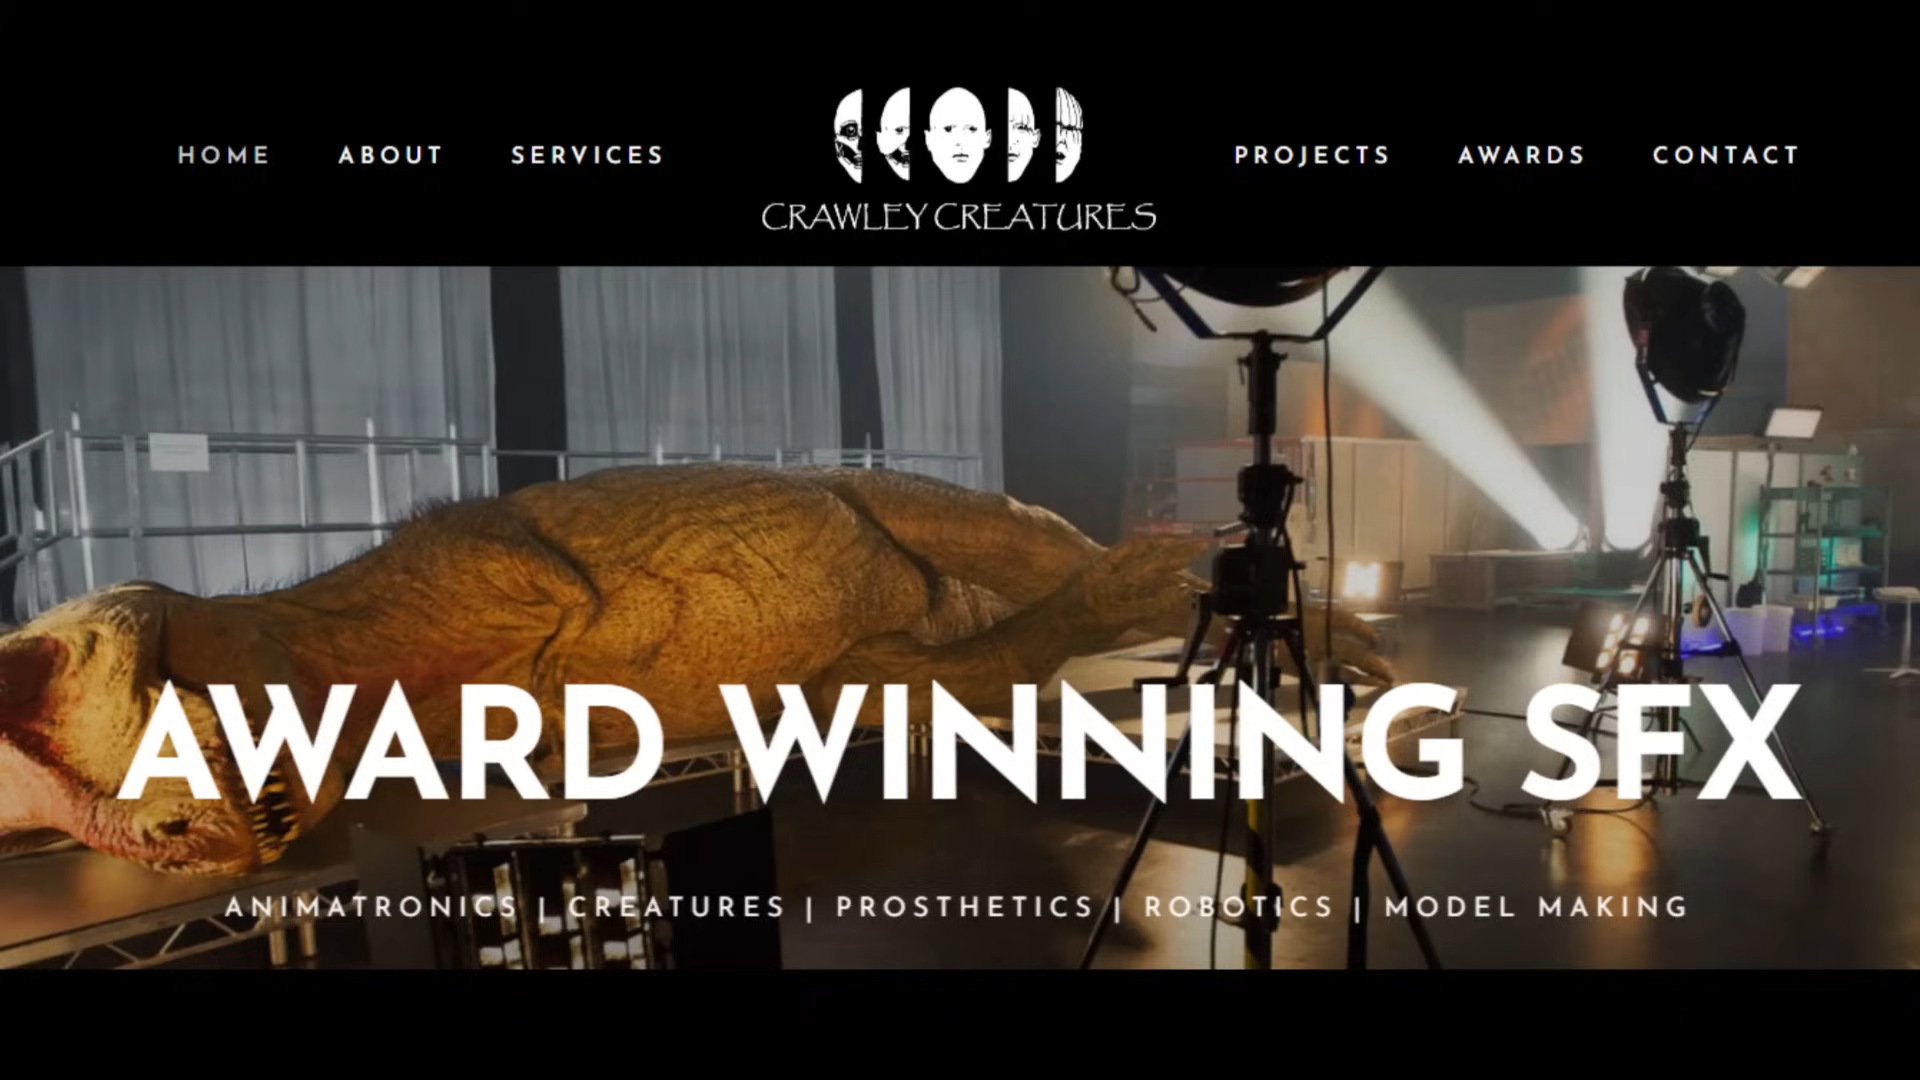 HOME ABOUT SERVICES PROJECTS AWARDS CONTACT
CRAWLEY CREATURES
AWARD WINNING SFX
ANIMATRONICS | CREATURES | PROSTHETICS | ROBOTICS | MODEL MAKING